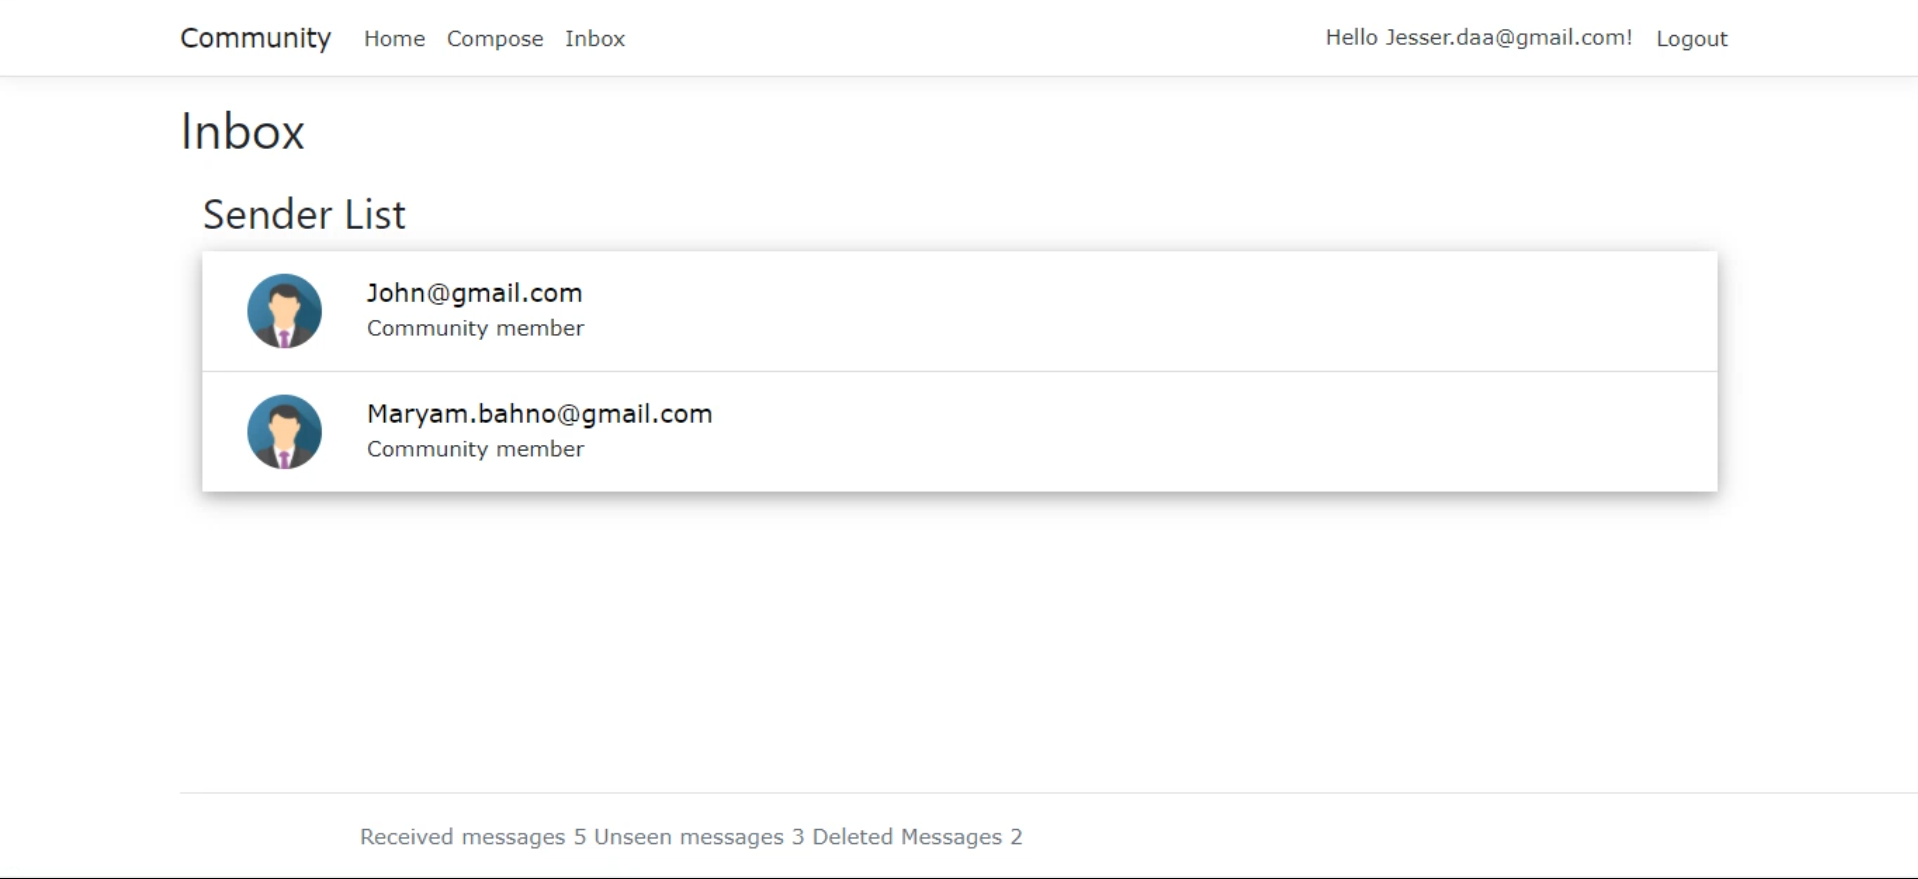 Community Home Compose Inbox Hello Jesser.daa@gmail.com! Logout
Inbox
Sender List
John@gmail.com
Community member
Maryam.bahno@gmail.com
Community member
Received messages 5 Unseen messages 3 Deleted Messages 2